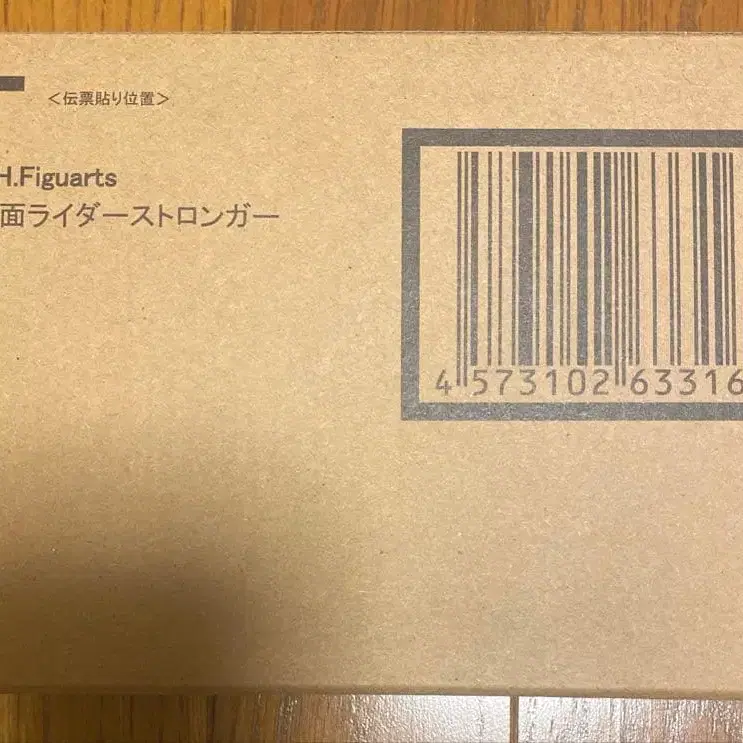 <伝票貼り位置>
H.Figuarts
面ライダーストロンガー
4 573102 63316